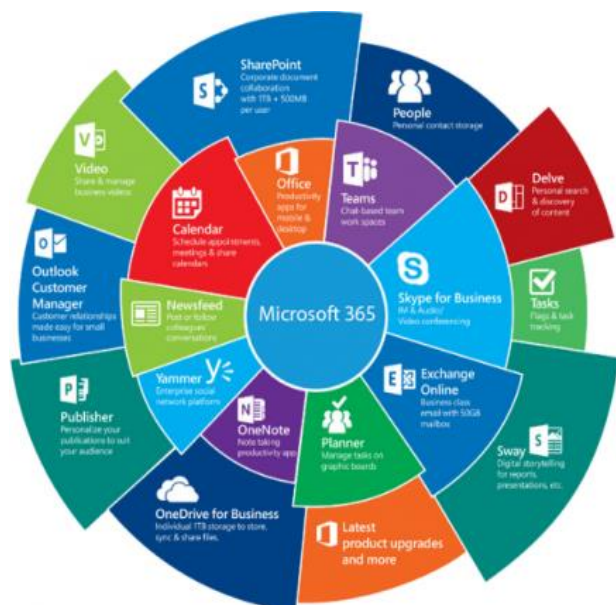 SharePoint
Corporate document
collaboration
with 1TB + 500MB
per user
People
Personal contact storage
Delve
Personal search
& discovery
of content
Tasks
Flags & task
tracking
Sway
Digital storytelling
for reports,
presentations, etc.
Latest
product upgrades
and more
OneDrive for Business
Individual 1TB storage to store,
sync & share files.
Publisher
Personalize your
publications to suit
your audience
Outlook
Customer
Manager
Customer relationships
made easy for small
businesses
Video
Share & manage
business videos
Office
Productivity
apps for
mobile &
desktop
Teams
Chat-based team
work spaces
Skype for Business
IM & Audio/
Video conferencing
Exchange
Online
Business class
email with 50GB
mailbox
Planner
Manage tasks on
graphic boards
OneNote
Note taking
productivity app
Yammer
Enterprise social
network platform
Newsfeed
Post or follow
colleagues'
conversations
Calendar
Schedule appointments,
meetings & share
calendars
Microsoft 365